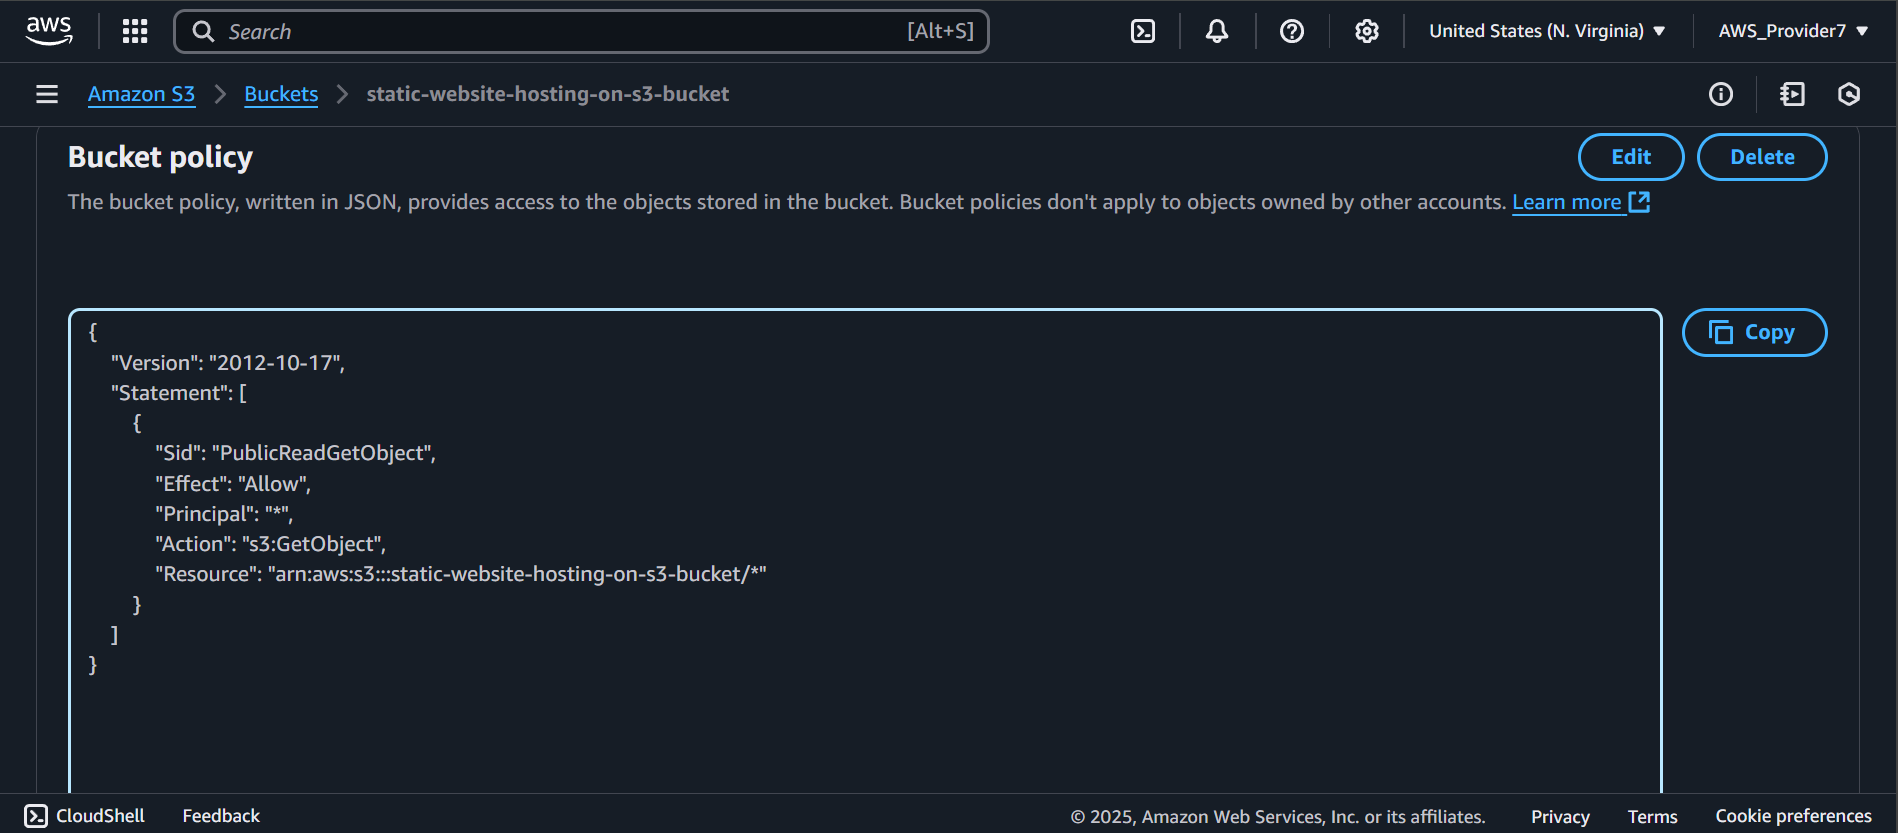 aws
Search [Alt+S]
United States (N. Virginia)
AWS_Provider7
Amazon S3 > Buckets > static-website-hosting-on-s3-bucket
Bucket policy
Edit
Delete
The bucket policy, written in JSON, provides access to the objects stored in the bucket. Bucket policies don't apply to objects owned by other accounts. Learn more
Copy
{
"Version": "2012-10-17",
"Statement": [
{
"Sid": "PublicReadGetObject",
"Effect": "Allow",
"Principal": "*",
"Action": "s3:GetObject",
"Resource": "arn:aws:s3:::static-website-hosting-on-s3-bucket/*"
}
]
}
CloudShell
Feedback
© 2025, Amazon Web Services, Inc. or its affiliates.
Privacy
Terms
Cookie preferences